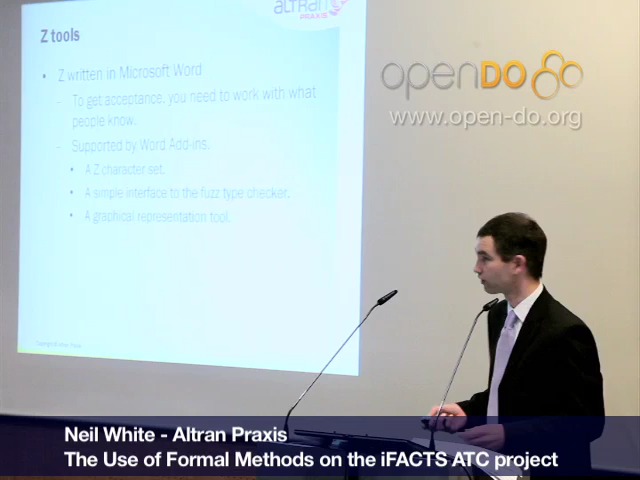 altran
PRAXIS
Z tools
• Z written in Microsoft Word
– To get acceptance, you need to work with what
people know.
– Supported by Word Add-ins.
• A Z character set.
• A simple interface to the fuzz type checker.
• A graphical representation tool.
openDO
www.open-do.org
Neil White - Altran Praxis
The Use of Formal Methods on the iFACTS ATC project